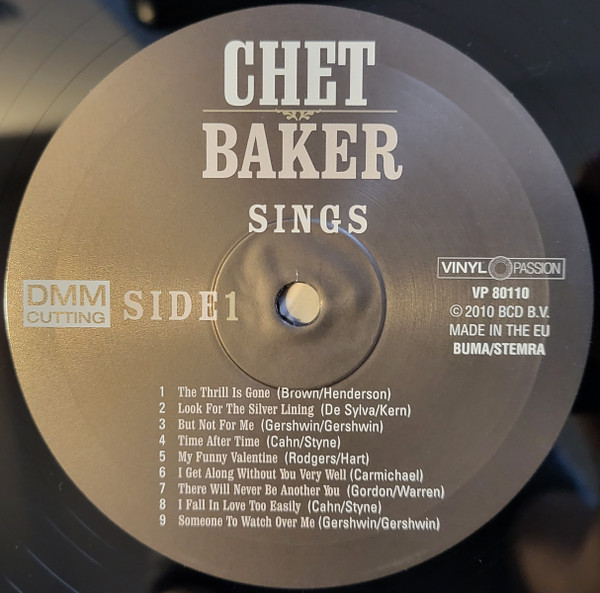 CHET
BAKER
SINGS
DMM
CUTTING
SIDE 1
VINYL PASSION
VP 80110
© 2010 BCD B.V.
MADE IN THE EU
BUMA/STEMRA
1 The Thrill Is Gone (Brown/Henderson)
2 Look For The Silver Lining (De Sylva/Kern)
3 But Not For Me (Gershwin/Gershwin)
4 Time After Time (Cahn/Styne)
5 My Funny Valentine (Rodgers/Hart)
6 I Get Along Without You Very Well (Carmichael)
7 There Will Never Be Another You (Gordon/Warren)
8 I Fall In Love Too Easily (Cahn/Styne)
9 Someone To Watch Over Me (Gershwin/Gershwin)